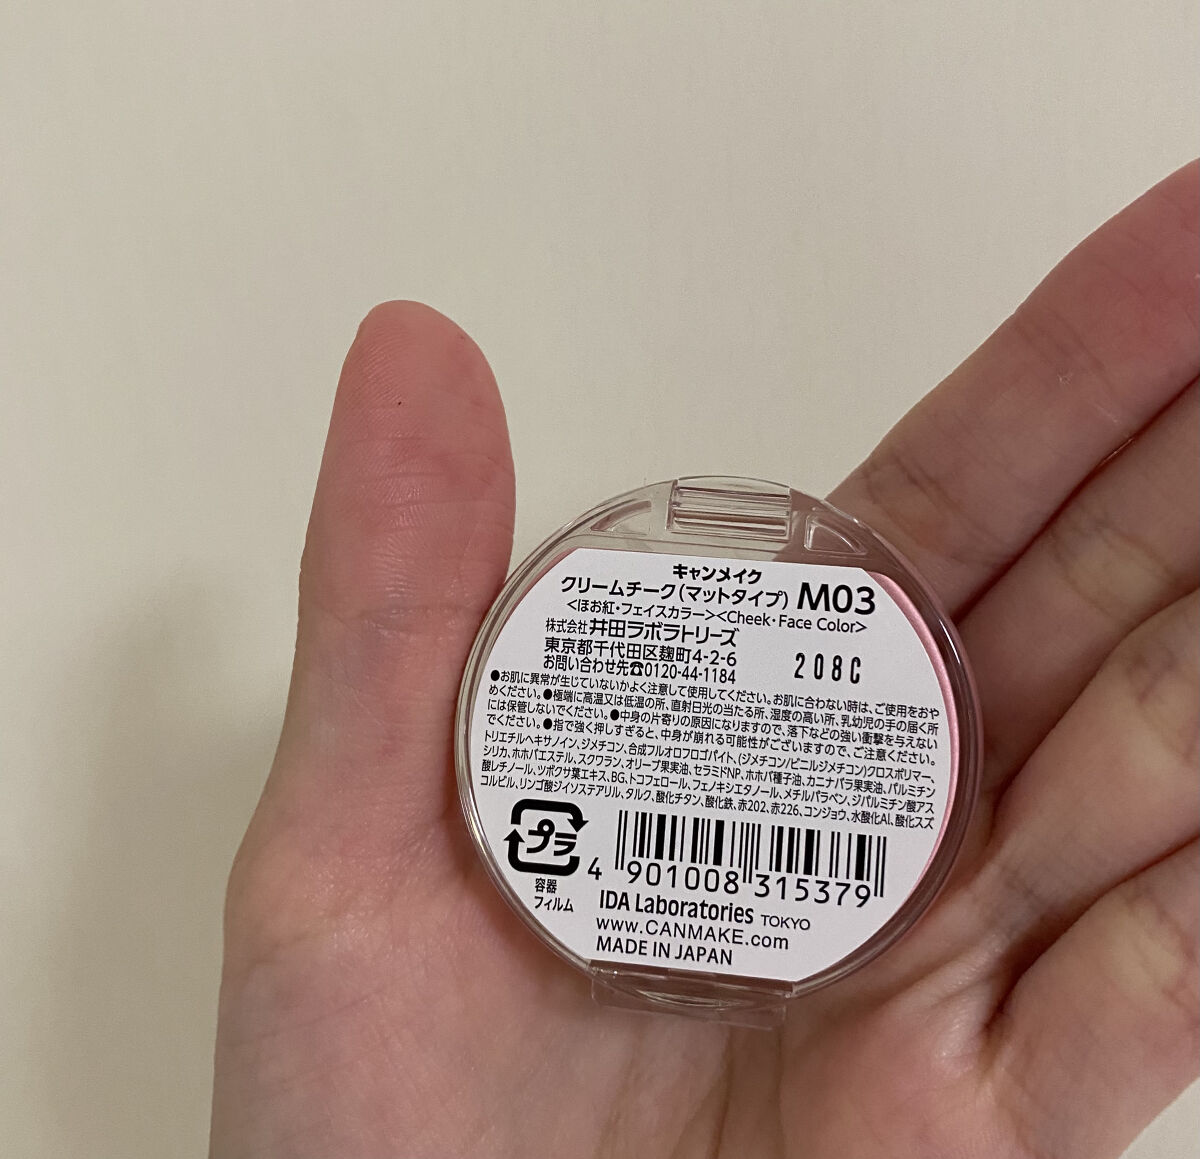 キャンメイク
クリームチーク(マットタイプ) M03
<ほお紅・フェイスカラー><Cheek・Face Color>
株式会社 井田ラボラトリーズ
東京都千代田区麹町4-2-6
お問い合わせ先☎0120-44-1184
208C
●お肌に異常が生じていないかよく注意して使用してください。お肌に合わない時は、ご使用をおや
めください。●極端に高温又は低温の所、直射日光の当たる所、湿度の高い所、乳幼児の手の届く所
には保管しないでください。●中身の片寄りの原因になりますので、落下などの強い衝撃を与えない
でください。●指で強く押しすぎると、中身が崩れる可能性がございますので、ご注意ください。
トリエチルヘキサノイン、ジメチコン、合成フルオロフロゴパイト、(ジメチコン/ビニルジメチコン)クロスポリマー、
シリカ、ホホバエステル、スクワラン、オリーブ果実油、セラミドNP、ホホバ種子油、カニナバラ果実油、パルミチン
酸レチノール、ツボクサ葉エキス、BG、トコフェロール、フェノキシエタノール、メチルパラベン、ジパルミチン酸アス
コルビル、リンゴ酸ジイソステアリル、タルク、酸化チタン、酸化鉄、赤202、赤226、コンジョウ、水酸化Al、酸化スズ
プラ
容器
フィルム
4 901008 315379
IDA Laboratories TOKYO
www.CANMAKE.com
MADE IN JAPAN